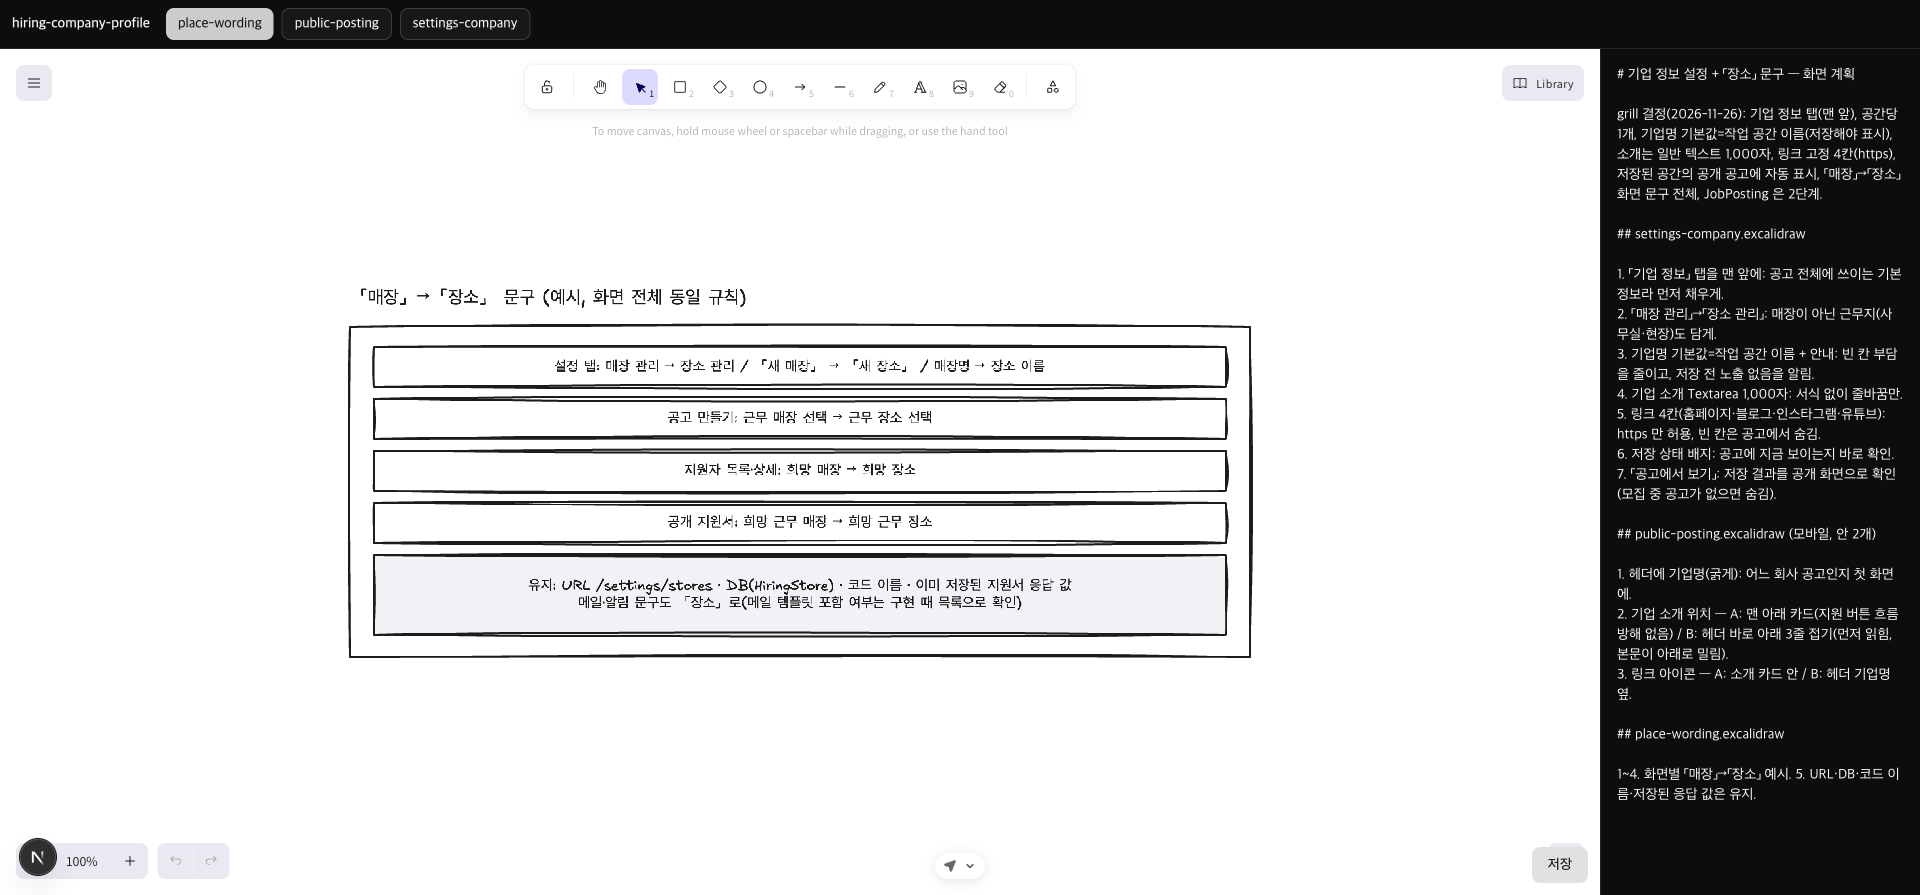 hiring-company-profile
place-wording
public-posting
settings-company
1
2
3
4
5
6
7
8
9
0
Library
To move canvas, hold mouse wheel or spacebar while dragging, or use the hand tool
「매장」 → 「장소」 문구 (예시, 화면 전체 동일 규칙)
설정 탭: 매장 관리 → 장소 관리 / 「새 매장」 → 「새 장소」 / 매장명 → 장소 이름
공고 만들기: 근무 매장 선택 → 근무 장소 선택
지원자 목록·상세: 희망 매장 → 희망 장소
공개 지원서: 희망 근무 매장 → 희망 근무 장소
유지: URL /settings/stores · DB(HiringStore) · 코드 이름 · 이미 저장된 지원서 응답 값
메일·알림 문구도 「장소」로(메일 템플릿 포함 여부는 구현 때 목록으로 확인)
N
100%
저장
# 기업 정보 설정 + 「장소」 문구 — 화면 계획
grill 결정(2026-11-26): 기업 정보 탭(맨 앞), 공간당
1개, 기업명 기본값=작업 공간 이름(저장해야 표시),
소개는 일반 텍스트 1,000자, 링크 고정 4칸(https),
저장된 공간의 공개 공고에 자동 표시, 「매장」→「장소」
화면 문구 전체, JobPosting 은 2단계.
## settings-company.excalidraw
1. 「기업 정보」 탭을 맨 앞에: 공고 전체에 쓰이는 기본
정보라 먼저 채우게.
2. 「매장 관리」→「장소 관리」: 매장이 아닌 근무지(사
무실·현장)도 담게.
3. 기업명 기본값=작업 공간 이름 + 안내: 빈 칸 부담
을 줄이고, 저장 전 노출 없음을 알림.
4. 기업 소개 Textarea 1,000자: 서식 없이 줄바꿈만.
5. 링크 4칸(홈페이지·블로그·인스타그램·유튜브):
https 만 허용, 빈 칸은 공고에서 숨김.
6. 저장 상태 배지: 공고에 지금 보이는지 바로 확인.
7. 「공고에서 보기」: 저장 결과를 공개 화면으로 확인
(모집 중 공고가 없으면 숨김).
## public-posting.excalidraw (모바일, 안 2개)
1. 헤더에 기업명(굵게): 어느 회사 공고인지 첫 화면
에.
2. 기업 소개 위치 — A: 맨 아래 카드(지원 버튼 흐름
방해 없음) / B: 헤더 바로 아래 3줄 접기(먼저 읽힘,
본문이 아래로 밀림).
3. 링크 아이콘 — A: 소개 카드 안 / B: 헤더 기업명
옆.
## place-wording.excalidraw
1~4. 화면별 「매장」→「장소」 예시. 5. URL·DB·코드 이
름·저장된 응답 값은 유지.